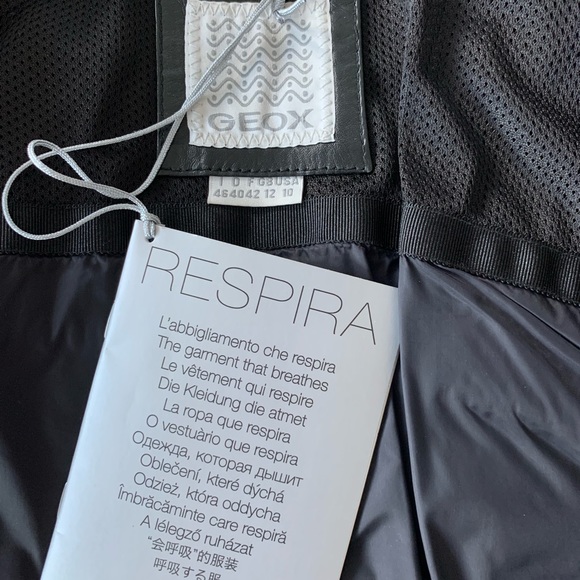 GEOX
I D F GB USA
46 40 42 12 10
RESPIRA
L'abbigliamento che respira
The garment that breathes
Le vêtement qui respire
Die Kleidung die atmet
La ropa que respira
O vestuário que respira
Одежда, которая дышит
Oblečení, které dýchá
Odzież, która oddycha
Îmbrăcăminte care respiră
A lélegző ruházat
“会呼吸”的服装
呼吸する服